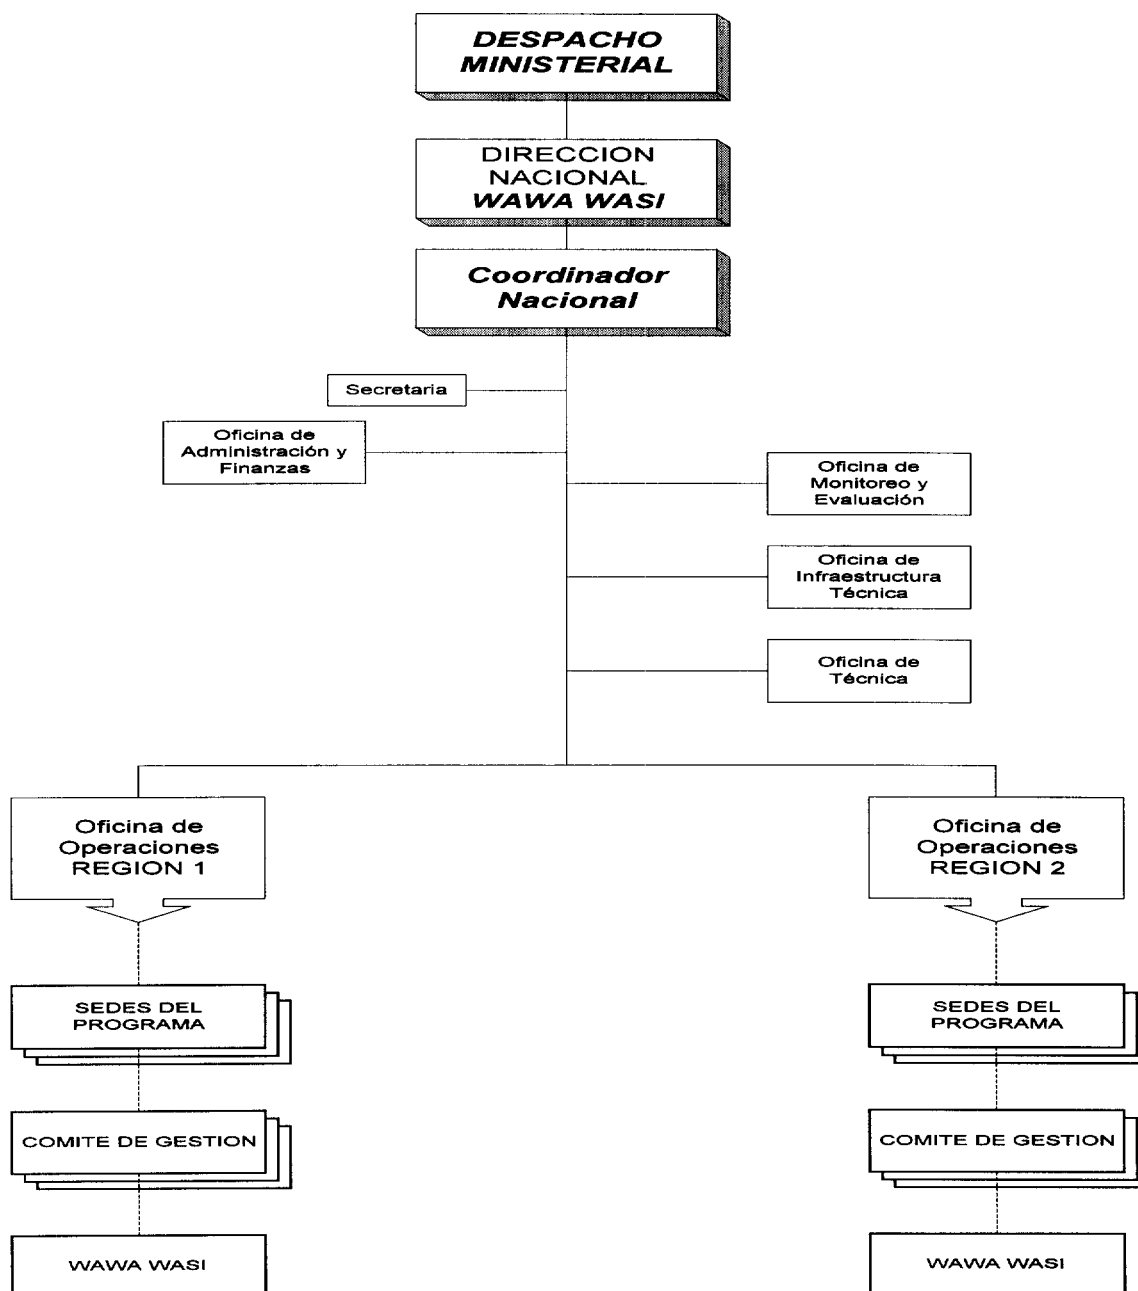 DESPACHO
MINISTERIAL
DIRECCION
NACIONAL
WAWA WASI
Coordinador
Nacional
Secretaria
Oficina de
Administración y
Finanzas
Oficina de
Monitoreo y
Evaluación
Oficina de
Infraestructura
Técnica
Oficina de
Técnica
Oficina de
Operaciones
REGION 1
Oficina de
Operaciones
REGION 2
SEDES DEL
PROGRAMA
SEDES DEL
PROGRAMA
COMITE DE GESTION
COMITE DE GESTION
WAWA WASI
WAWA WASI